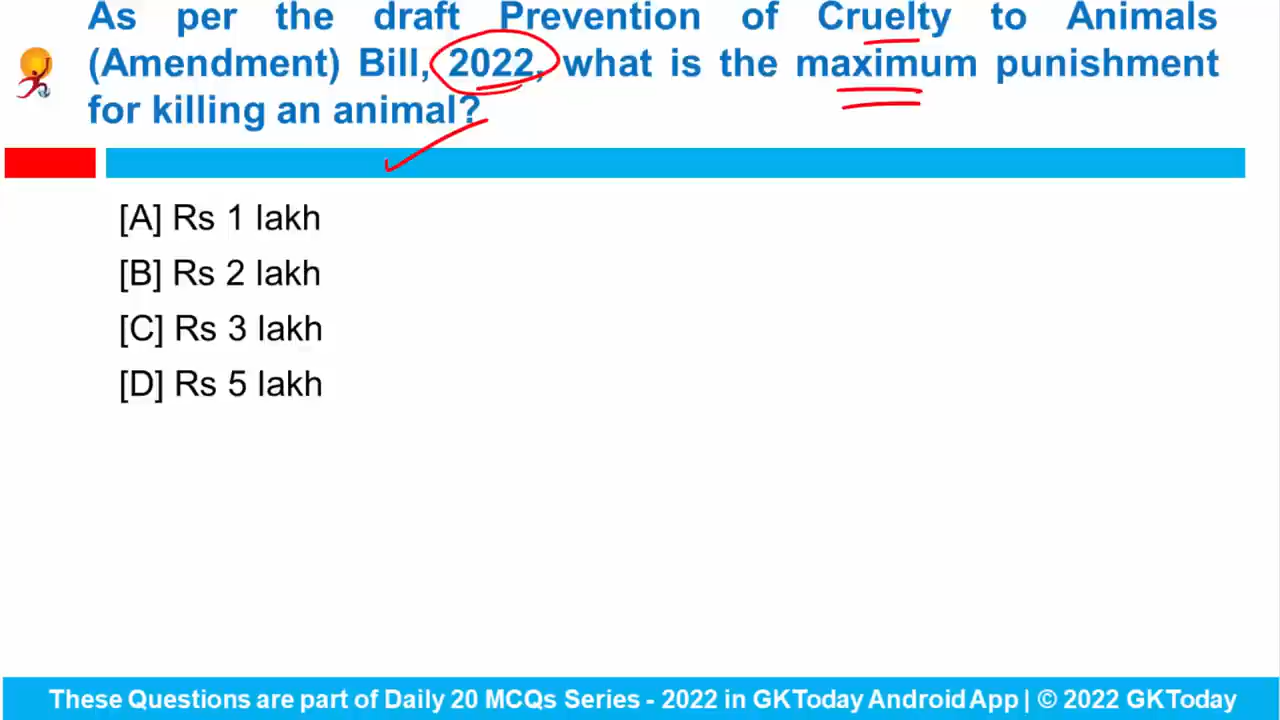 As per the draft Prevention of Cruelty to Animals
(Amendment) Bill, 2022, what is the maximum punishment
for killing an animal?
[A] Rs 1 lakh
[B] Rs 2 lakh
[C] Rs 3 lakh
[D] Rs 5 lakh
These Questions are part of Daily 20 MCQs Series - 2022 in GKToday Android App | © 2022 GKToday